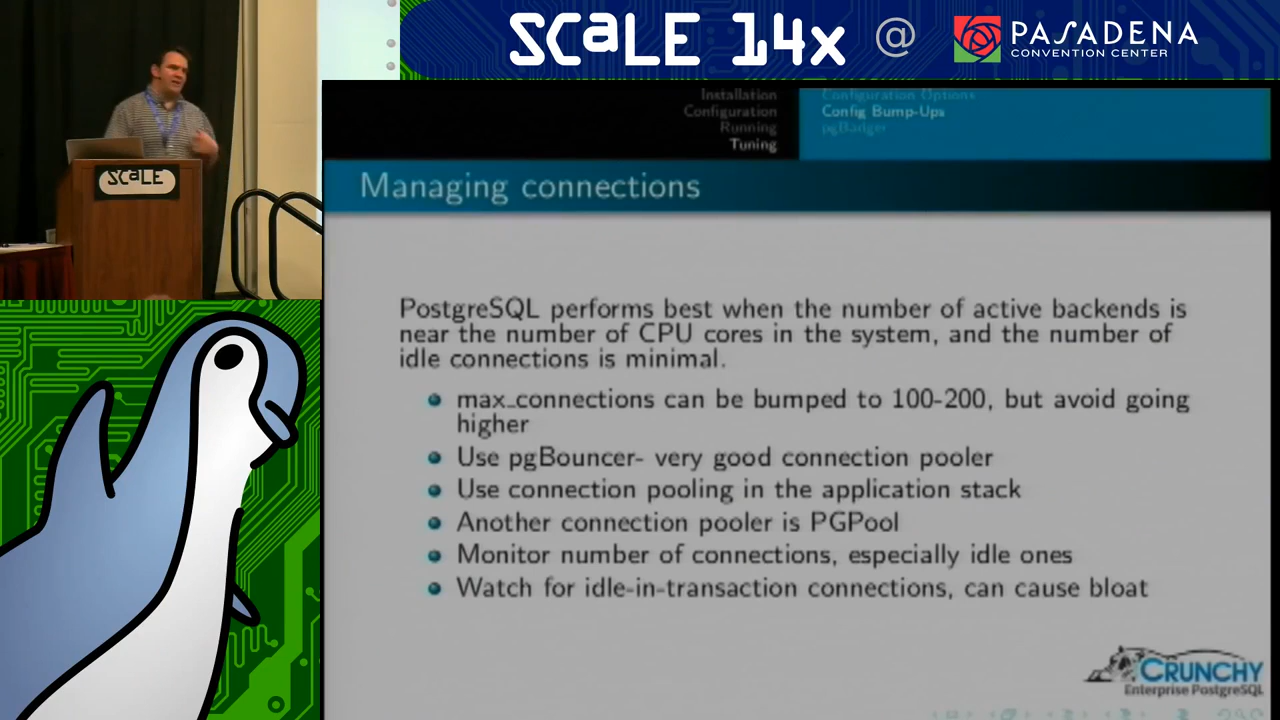 SCaLE 14x @ PASADENA
CONVENTION CENTER
SCaLE
Installation
Configuration
Running
Tuning
Configuration Options
Config Bump-Ups
pgBadger
Managing connections
PostgreSQL performs best when the number of active backends is
near the number of CPU cores in the system, and the number of
idle connections is minimal.
max_connections can be bumped to 100-200, but avoid going
higher
Use pgBouncer- very good connection pooler
Use connection pooling in the application stack
Another connection pooler is PGPool
Monitor number of connections, especially idle ones
Watch for idle-in-transaction connections, can cause bloat
CRUNCHY
Enterprise PostgreSQL